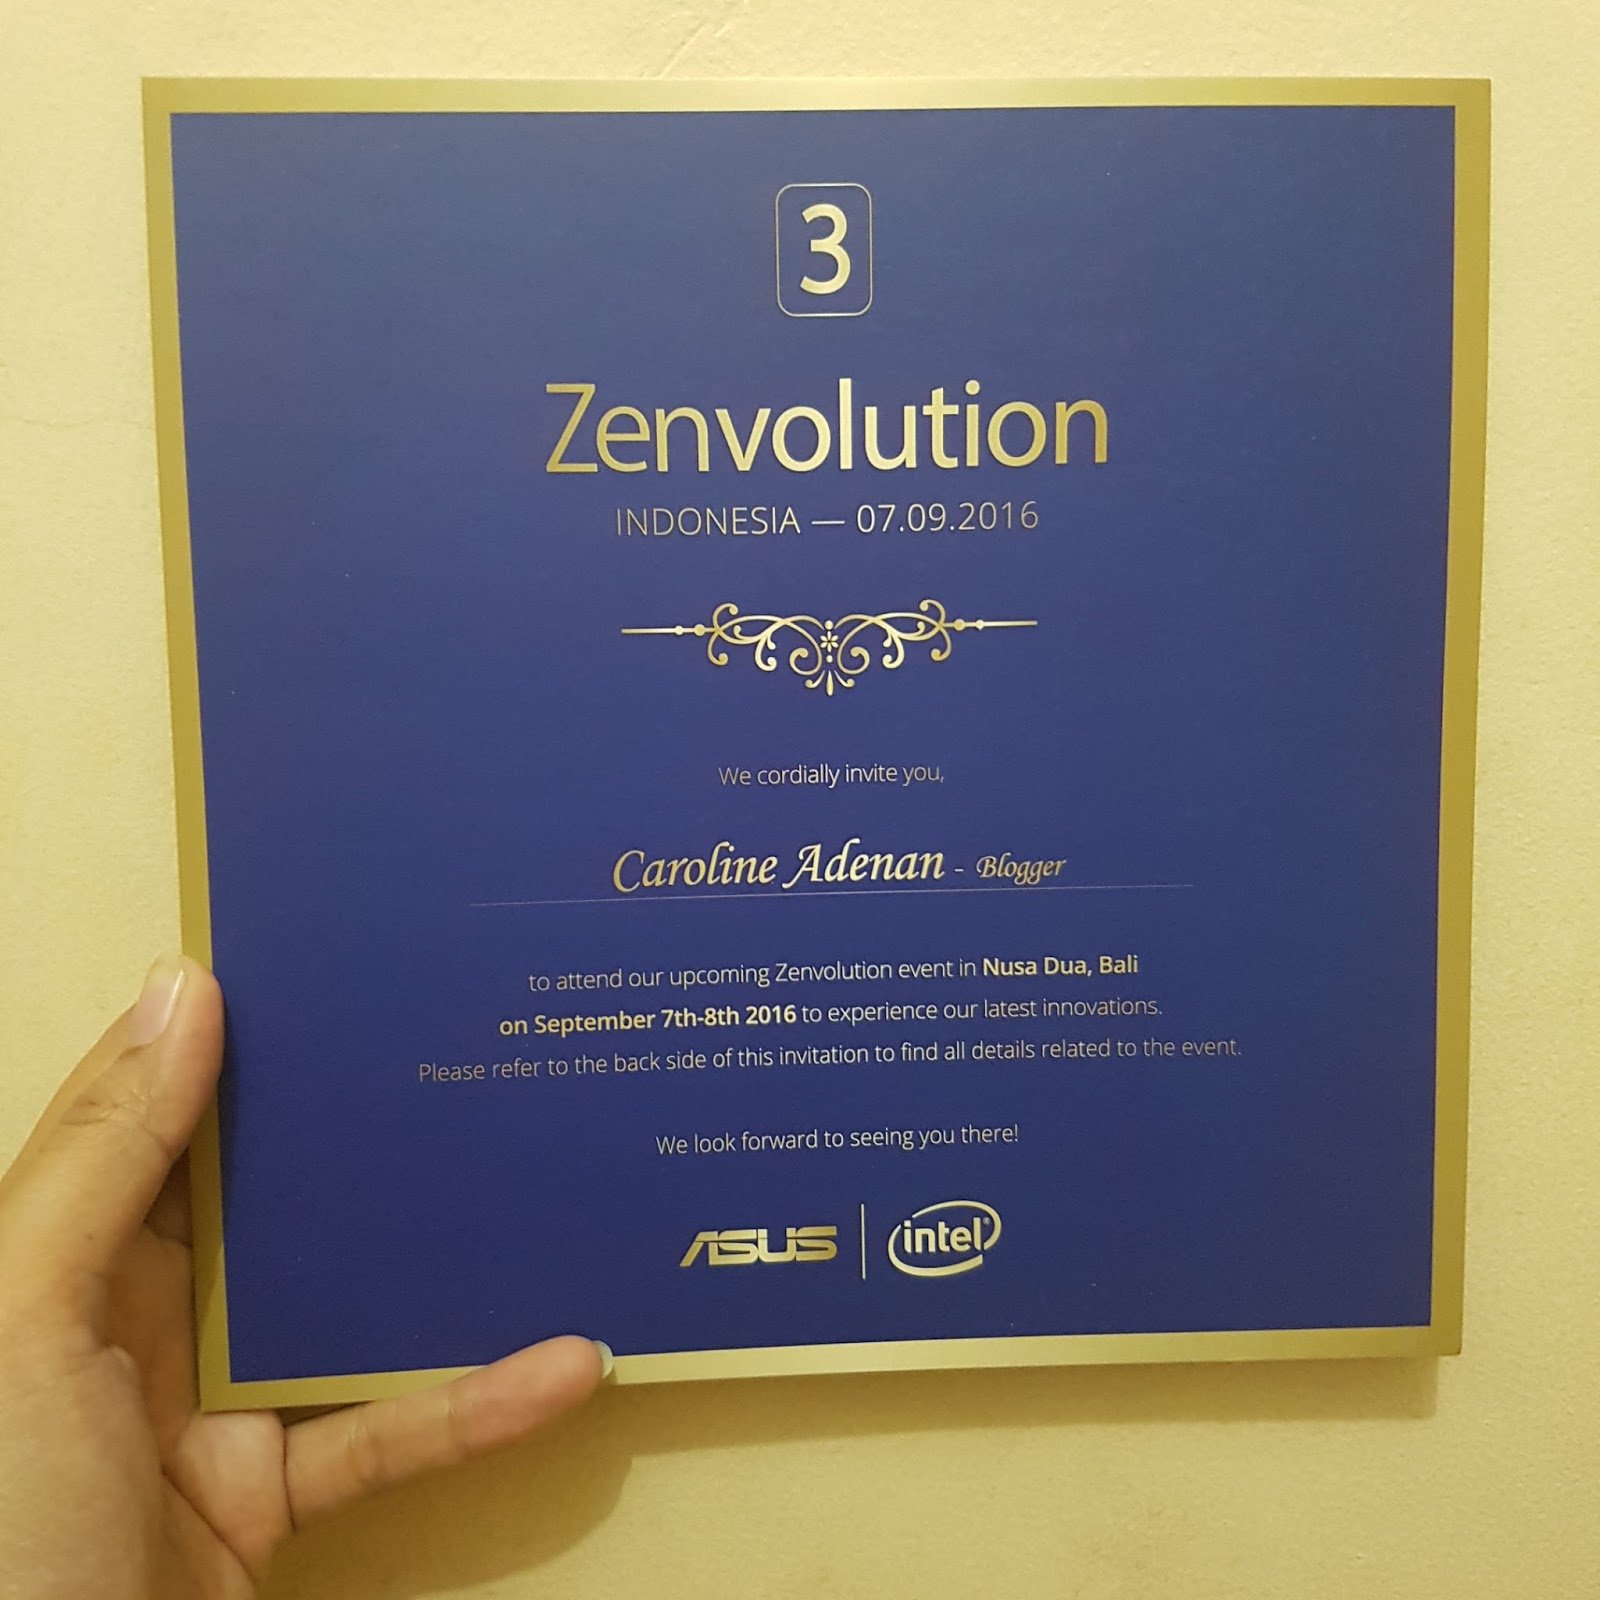 3
Zenvolution
INDONESIA — 07.09.2016
We cordially invite you,
Caroline Adenan - Blogger
to attend our upcoming Zenvolution event in Nusa Dua, Bali
on September 7th-8th 2016 to experience our latest innovations.
Please refer to the back side of this invitation to find all details related to the event.
We look forward to seeing you there!
ASUS | intel®